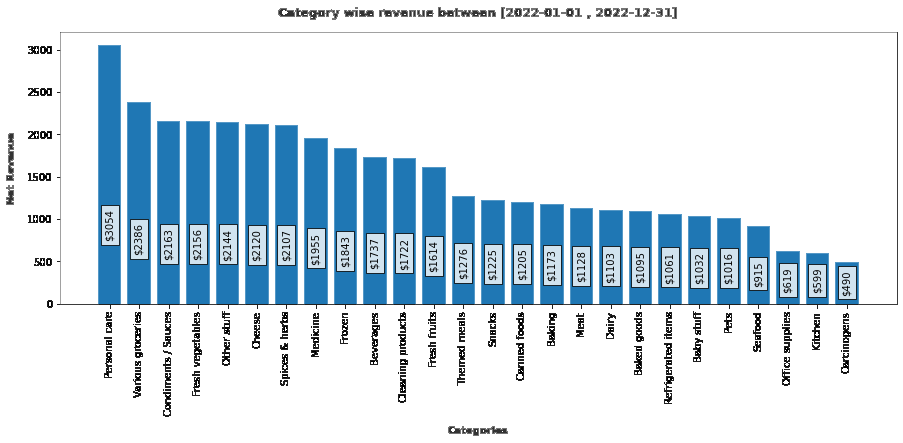 Category wise revenue between [2022-01-01 , 2022-12-31]
Net Revenue
3000
2500
2000
1500
1000
500
0
$3054
$2386
$2163
$2156
$2144
$2120
$2107
$1955
$1843
$1737
$1722
$1614
$1276
$1225
$1205
$1173
$1128
$1103
$1095
$1061
$1032
$1016
$915
$619
$599
$490
Personal care
Various groceries
Condiments / Sauces
Fresh vegetables
Other stuff
Cheese
Spices & herbs
Medicine
Frozen
Beverages
Cleaning products
Fresh fruits
Themed meals
Snacks
Canned foods
Baking
Meat
Dairy
Baked goods
Refrigerated items
Baby stuff
Pets
Seafood
Office supplies
Kitchen
Carcinogens
Categories